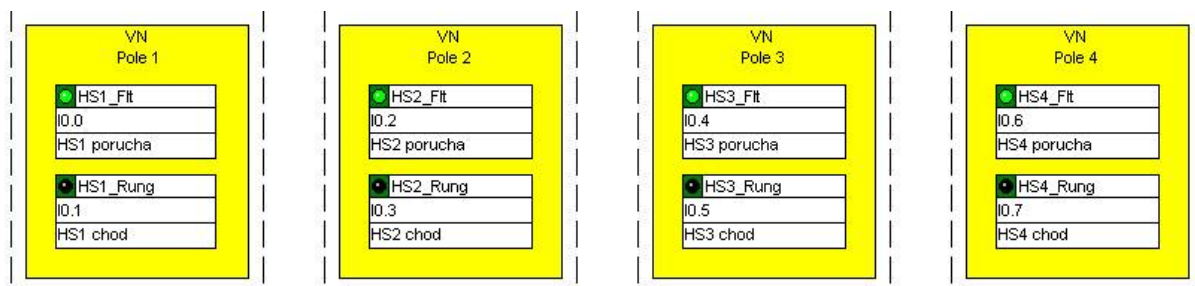 VN
Pole 1
HS1_Flt
I0.0
HS1 porucha
HS1_Rung
I0.1
HS1 chod
VN
Pole 2
HS2_Flt
I0.2
HS2 porucha
HS2_Rung
I0.3
HS2 chod
VN
Pole 3
HS3_Flt
I0.4
HS3 porucha
HS3_Rung
I0.5
HS3 chod
VN
Pole 4
HS4_Flt
I0.6
HS4 porucha
HS4_Rung
I0.7
HS4 chod